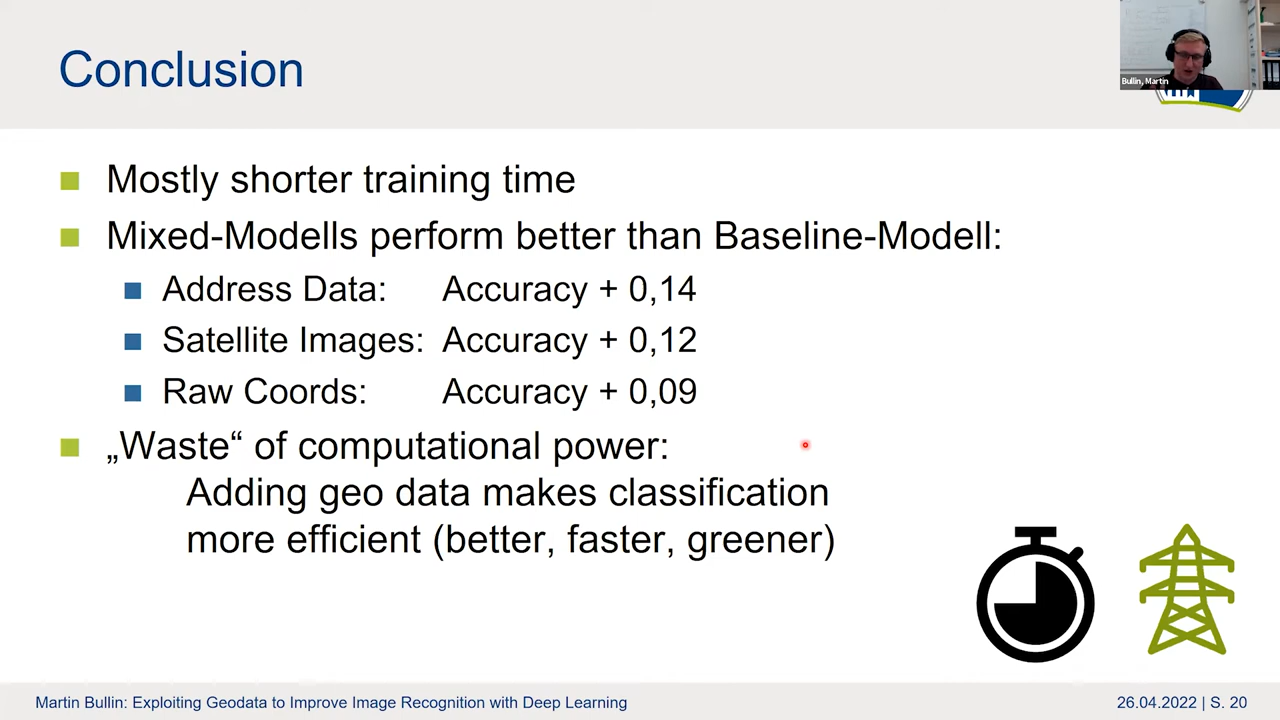 Conclusion
Bullin, Martin
Mostly shorter training time
Mixed-Modells perform better than Baseline-Modell:
Address Data: Accuracy + 0,14
Satellite Images: Accuracy + 0,12
Raw Coords: Accuracy + 0,09
„Waste“ of computational power:
Adding geo data makes classification
more efficient (better, faster, greener)
Martin Bullin: Exploiting Geodata to Improve Image Recognition with Deep Learning
26.04.2022 | S. 20